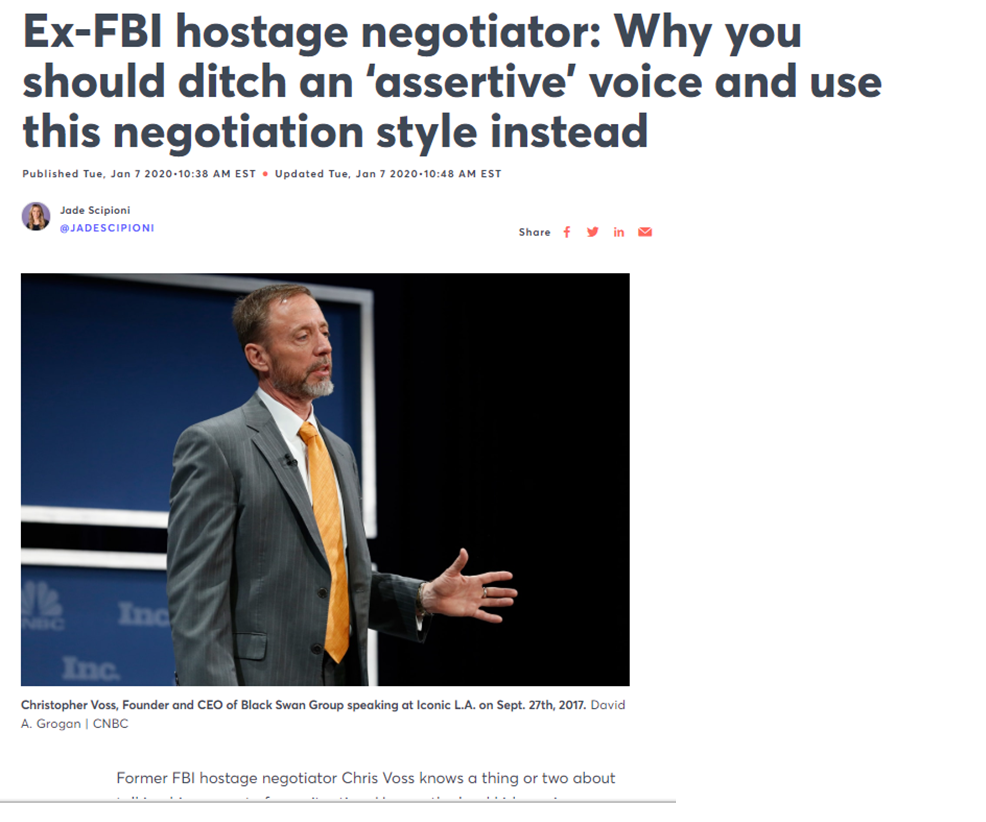 Ex-FBI hostage negotiator: Why you
should ditch an ‘assertive’ voice and use
this negotiation style instead
Published Tue, Jan 7 2020•10:38 AM EST • Updated Tue, Jan 7 2020•10:48 AM EST
Jade Scipioni
@JADESCIPIONI
Share
NBC
Inc
Inc.
Christopher Voss, Founder and CEO of Black Swan Group speaking at Iconic L.A. on Sept. 27th, 2017. David
A. Grogan | CNBC
Former FBI hostage negotiator Chris Voss knows a thing or two about